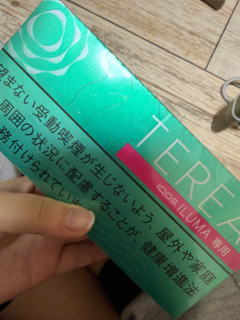 TEREA
IQOS ILUMA 専用
望まない受動喫煙が生じないよう、屋外や家庭
周囲の状況に配慮することが、健康増進法
務付けられています